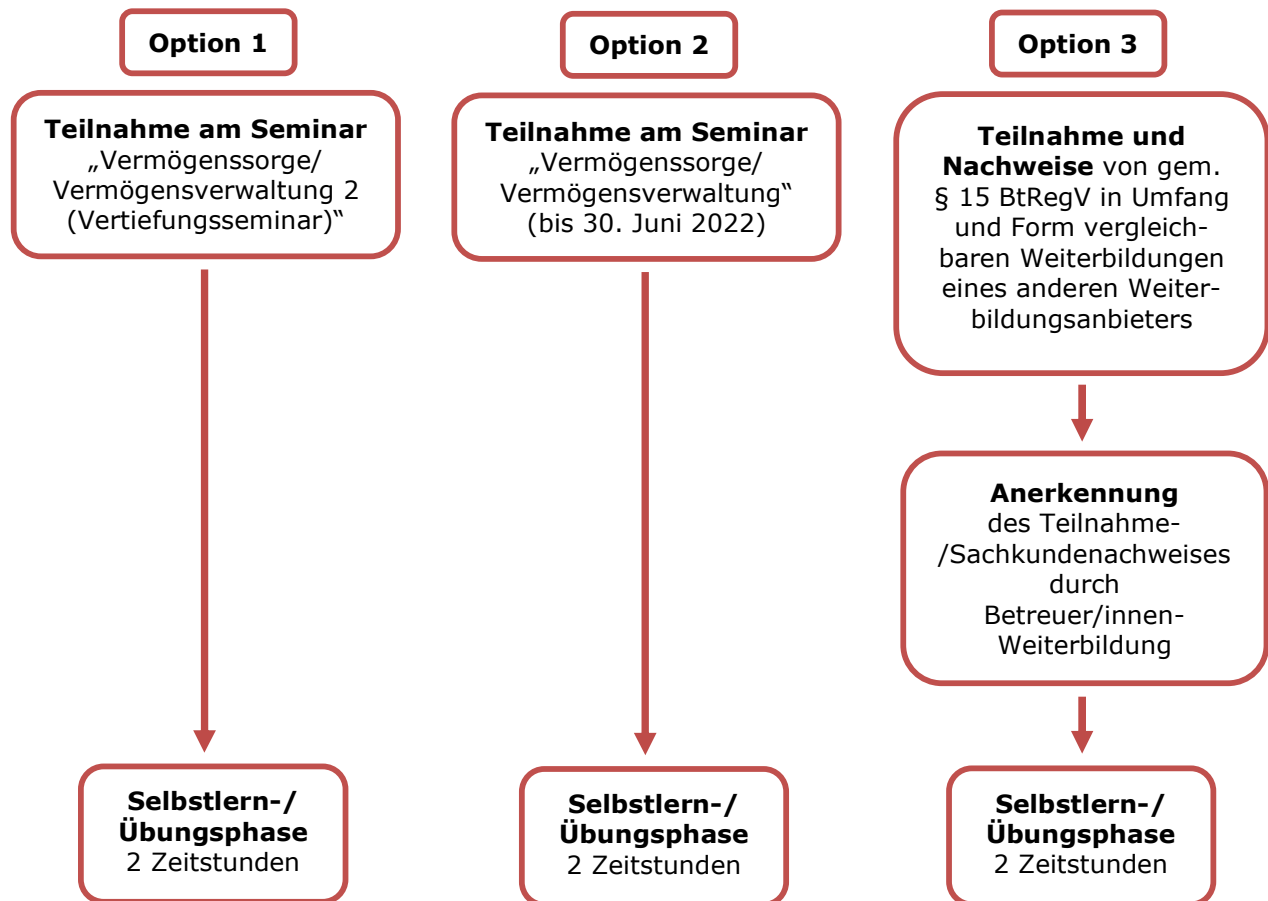 Option 1
Teilnahme am Seminar
„Vermögenssorge/
Vermögensverwaltung 2
(Vertiefungsseminar)“
Selbstlern-/
Übungsphase
2 Zeitstunden
Option 2
Teilnahme am Seminar
„Vermögenssorge/
Vermögensverwaltung“
(bis 30. Juni 2022)
Selbstlern-/
Übungsphase
2 Zeitstunden
Option 3
Teilnahme und
Nachweise von gem.
§ 15 BtRegV in Umfang
und Form vergleich-
baren Weiterbildungen
eines anderen Weiter-
bildungsanbieters
Anerkennung
des Teilnahme-
/Sachkundenachweises
durch
Betreuer/innen-
Weiterbildung
Selbstlern-/
Übungsphase
2 Zeitstunden